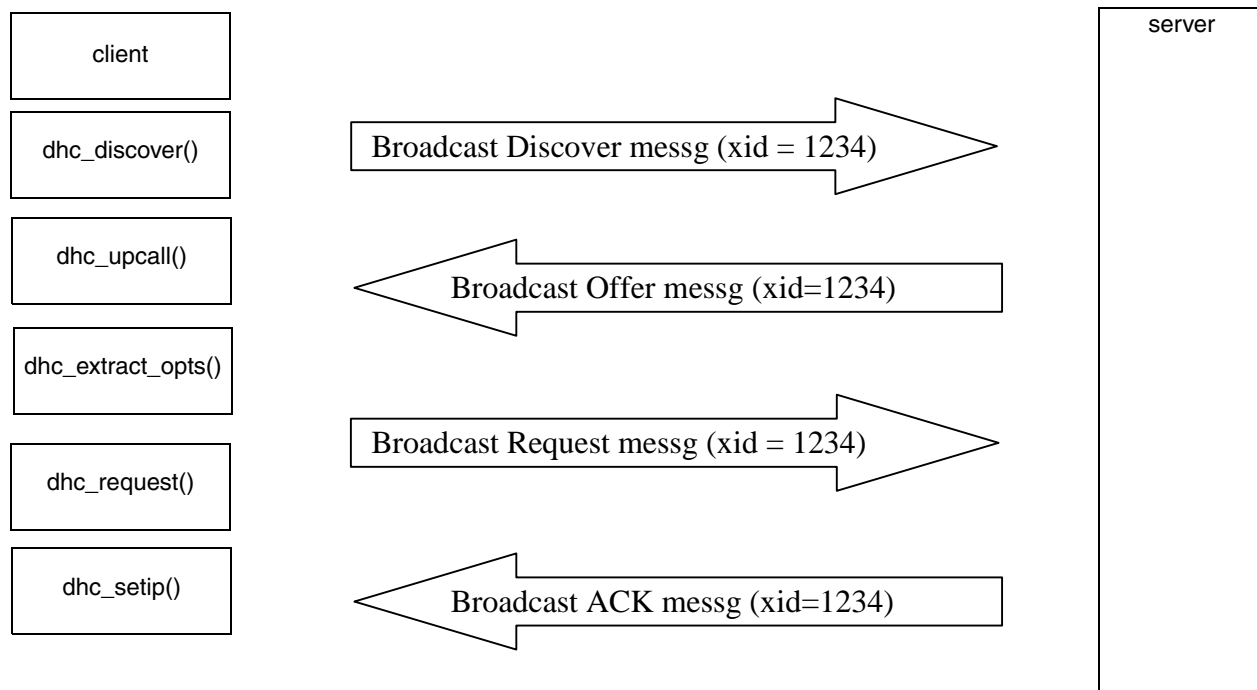 client
server
dhc_discover()
Broadcast Discover messg (xid = 1234)
dhc_upcall()
Broadcast Offer messg (xid=1234)
dhc_extract_opts()
Broadcast Request messg (xid = 1234)
dhc_request()
dhc_setip()
Broadcast ACK messg (xid=1234)